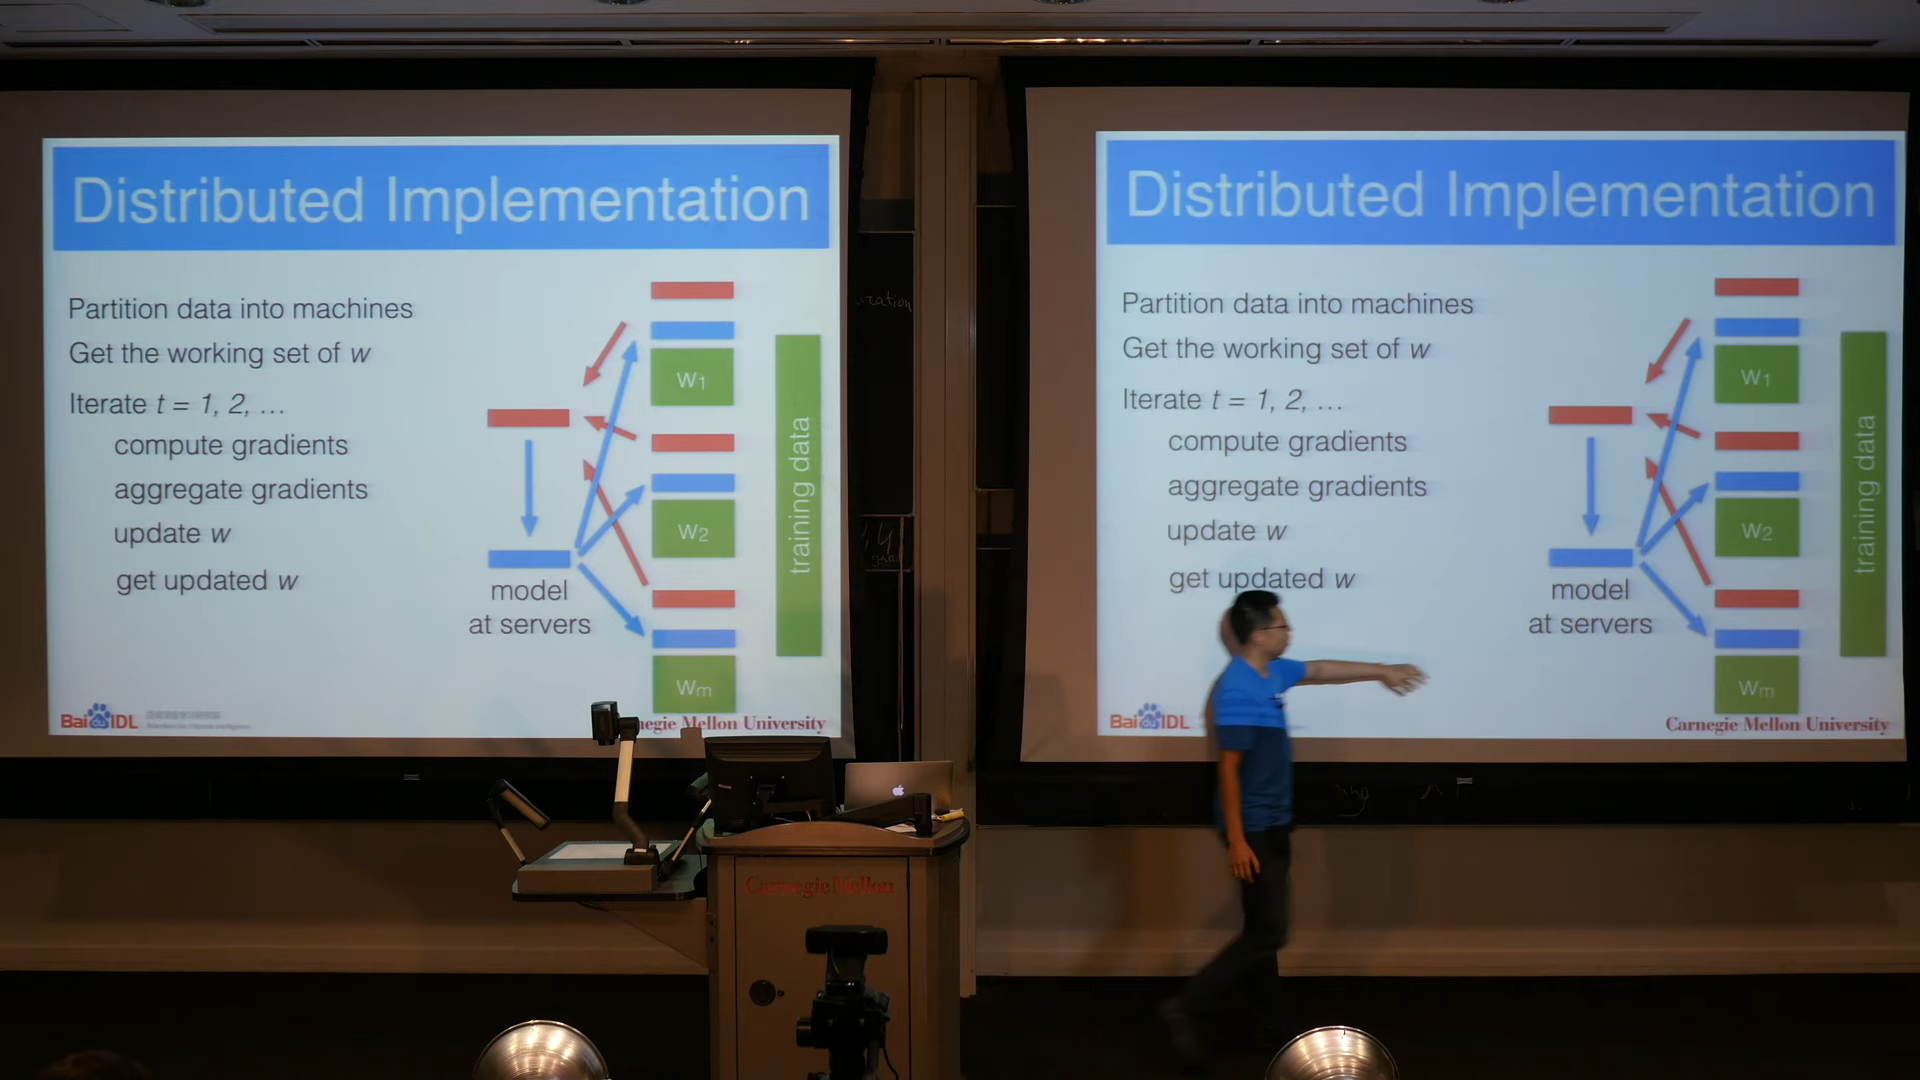 Distributed Implementation
Partition data into machines
Get the working set of w
Iterate t = 1, 2, ...
compute gradients
aggregate gradients
update w
get updated w
model
at servers
w1
w2
wm
training data
Bai du IDL
negie Mellon University
Distributed Implementation
Partition data into machines
Get the working set of w
Iterate t = 1, 2, ...
compute gradients
aggregate gradients
update w
get updated w
model
at servers
w1
w2
wm
training data
Bai du IDL
Carnegie Mellon University
Carnegie Mellon